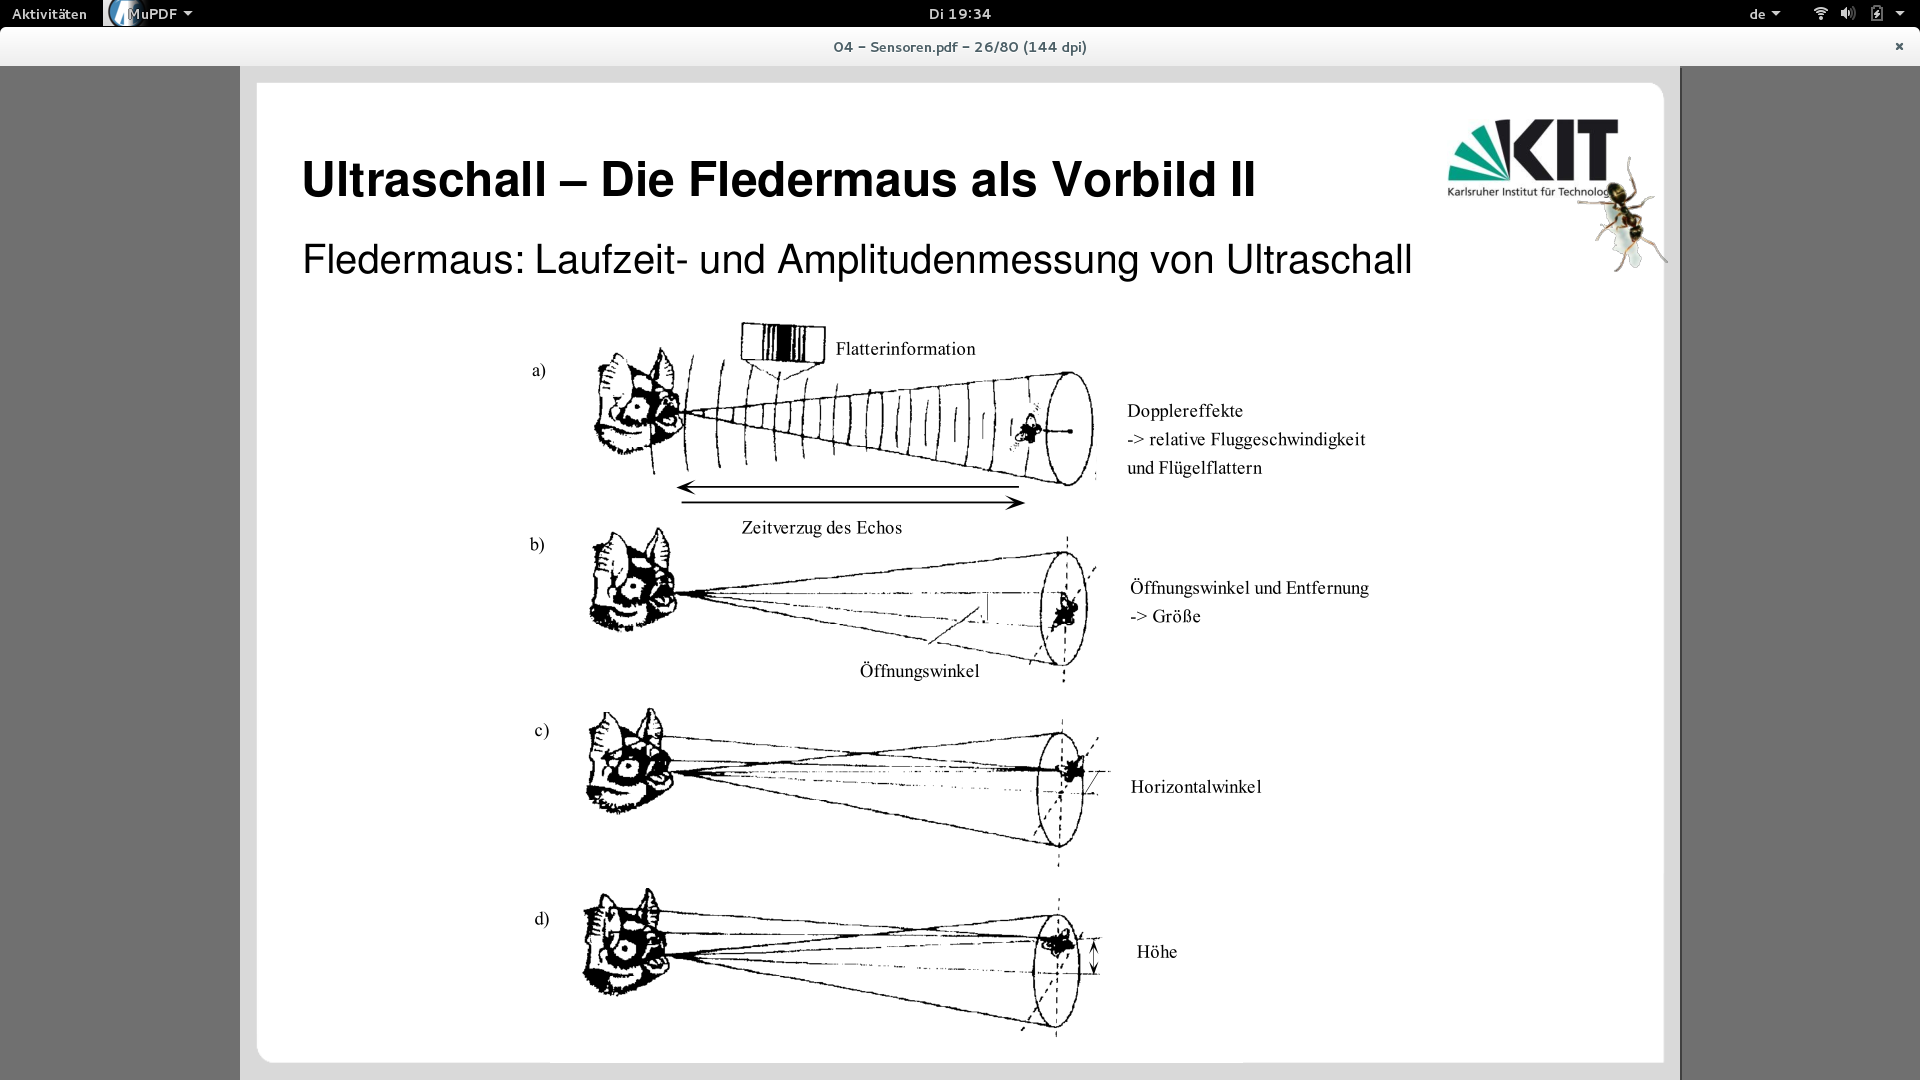 Aktivitäten
MuPDF
Di 19:34
de
04 – Sensoren.pdf – 26/80 (144 dpi)
KIT
Karlsruher Institut für Technolog
Ultraschall – Die Fledermaus als Vorbild II
Fledermaus: Laufzeit- und Amplitudenmessung von Ultraschall
a)
Flatterinformation
Dopplereffekte
-> relative Fluggeschwindigkeit
und Flügelflattern
Zeitverzug des Echos
b)
Öffnungswinkel und Entfernung
-> Größe
Öffnungswinkel
c)
Horizontalwinkel
d)
Höhe